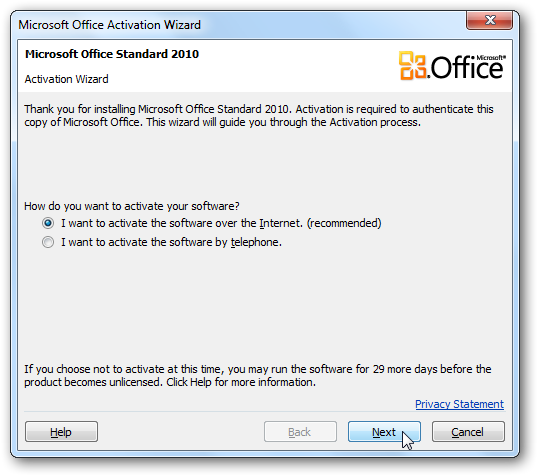 Microsoft Office Activation Wizard
Microsoft Office Standard 2010
Activation Wizard
Microsoft®
Office
Thank you for installing Microsoft Office Standard 2010. Activation is required to authenticate this
copy of Microsoft Office. This wizard will guide you through the Activation process.
How do you want to activate your software?
I want to activate the software over the Internet. (recommended)
I want to activate the software by telephone.
If you choose not to activate at this time, you may run the software for 29 more days before the
product becomes unlicensed. Click Help for more information.
Privacy Statement
Help
Back
Next
Cancel